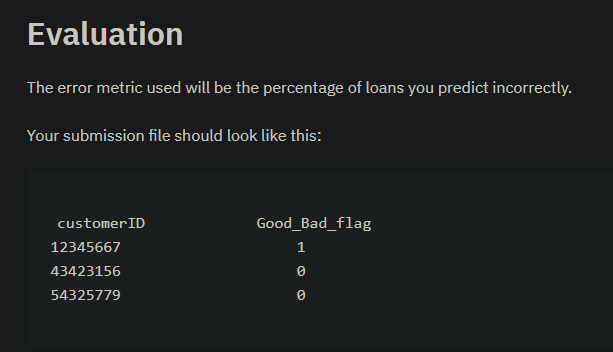 Evaluation
The error metric used will be the percentage of loans you predict incorrectly.
Your submission file should look like this:
customerID Good_Bad_flag
12345667 1
43423156 0
54325779 0